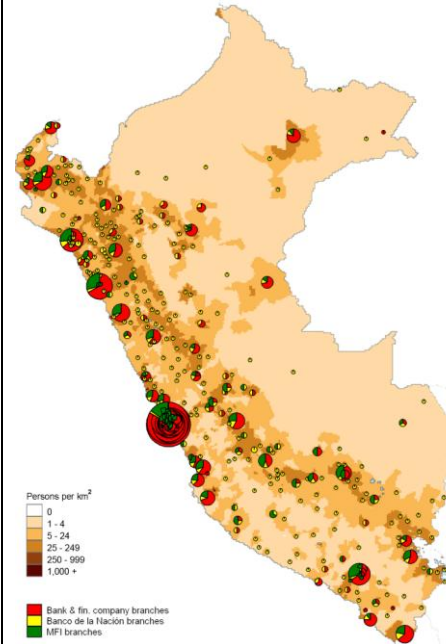 Persons per km²
0
1 - 4
5 - 24
25 - 249
250 - 999
1,000 +
Bank & fin. company branches
Banco de la Nación branches
MFI branches